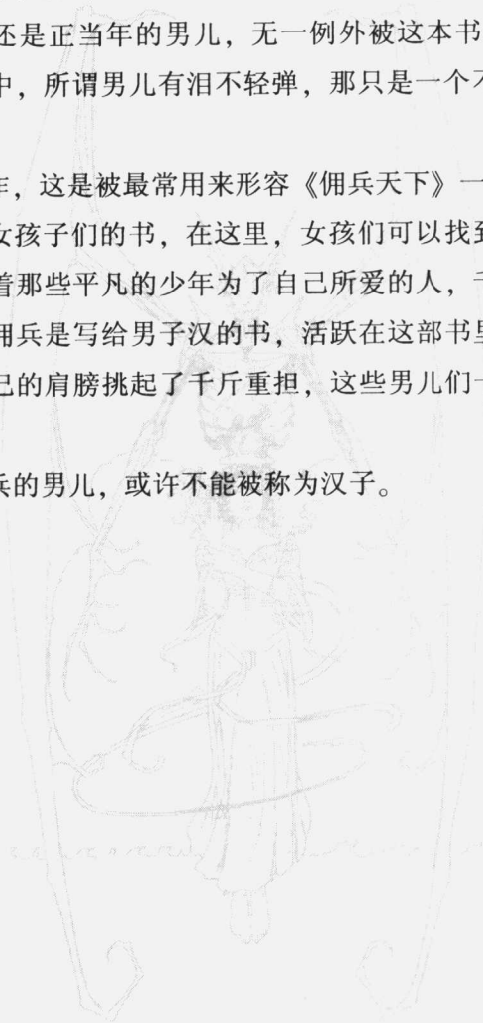 还是正当年的男儿，无一例外被这本书
中，所谓男儿有泪不轻弹，那只是一个不
作，这是被最常用来形容《佣兵天下》一
女孩子们的书，在这里，女孩们可以找到
着那些平凡的少年为了自己所爱的人，千
佣兵是写给男子汉的书，活跃在这部书里
己的肩膀挑起了千斤重担，这些男儿们一
兵的男儿，或许不能被称为汉子。